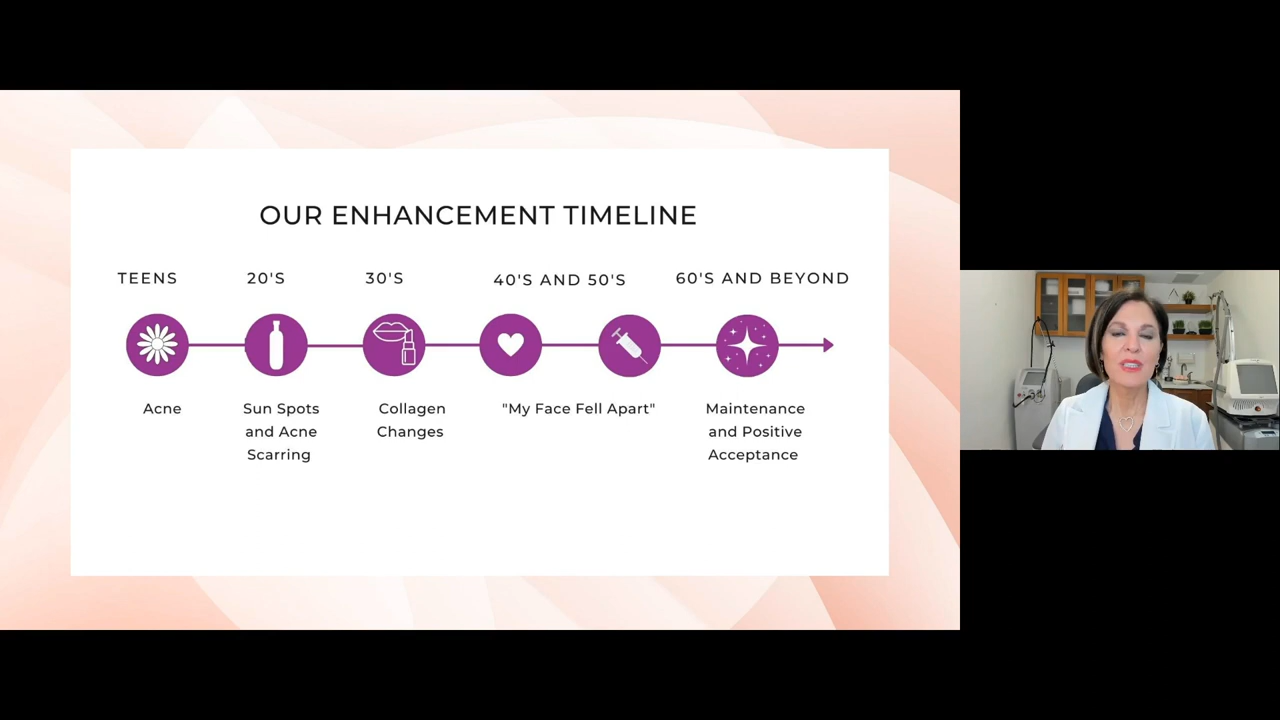 OUR ENHANCEMENT TIMELINE
TEENS
20'S
30'S
40'S AND 50'S
60'S AND BEYOND
Acne
Sun Spots
and Acne
Scarring
Collagen
Changes
"My Face Fell Apart"
Maintenance
and Positive
Acceptance